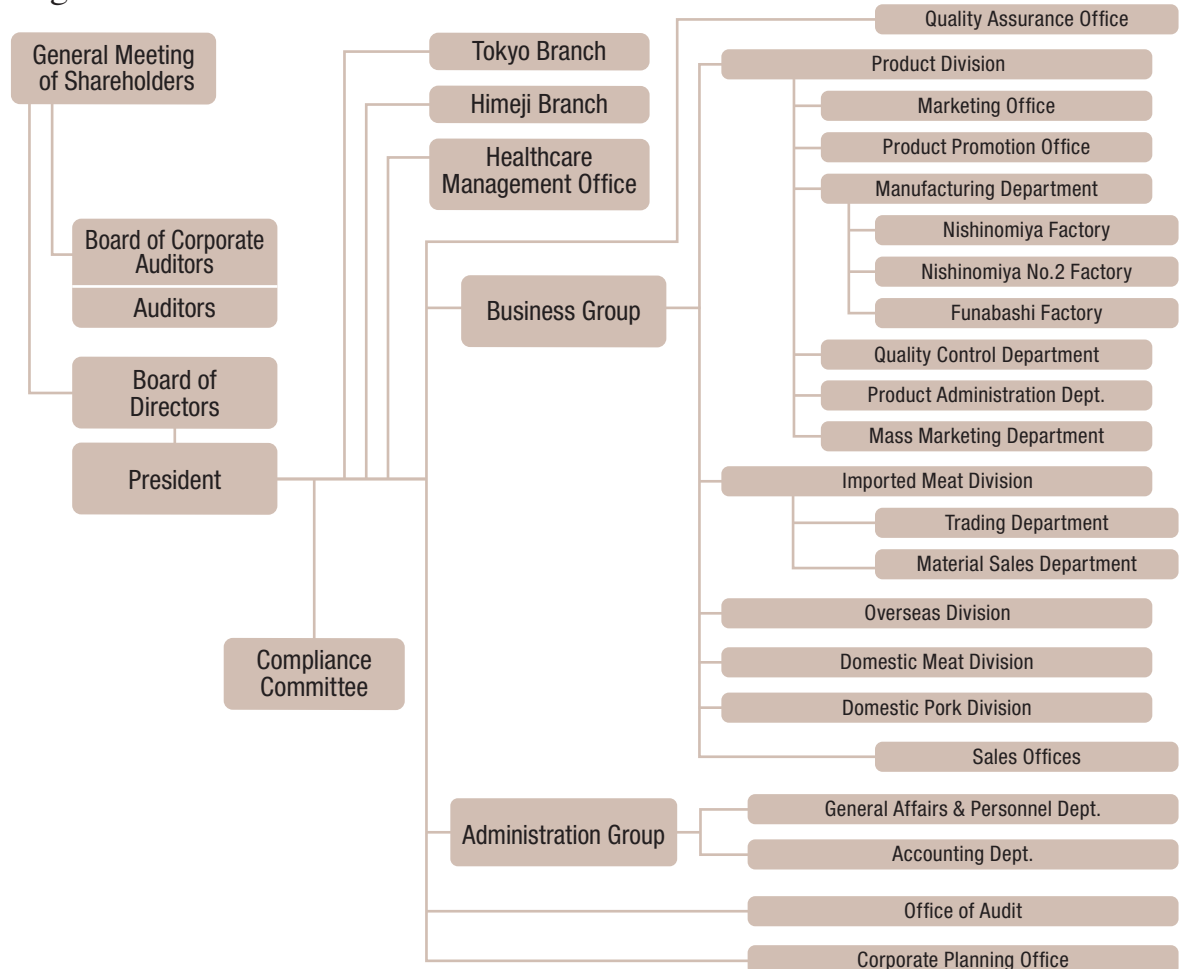 General Meeting
of Shareholders
Board of Corporate
Auditors
Auditors
Board of
Directors
President
Compliance
Committee
Tokyo Branch
Himeji Branch
Healthcare
Management Office
Business Group
Administration Group
Quality Assurance Office
Product Division
Marketing Office
Product Promotion Office
Manufacturing Department
Nishinomiya Factory
Nishinomiya No.2 Factory
Funabashi Factory
Quality Control Department
Product Administration Dept.
Mass Marketing Department
Imported Meat Division
Trading Department
Material Sales Department
Overseas Division
Domestic Meat Division
Domestic Pork Division
Sales Offices
General Affairs & Personnel Dept.
Accounting Dept.
Office of Audit
Corporate Planning Office